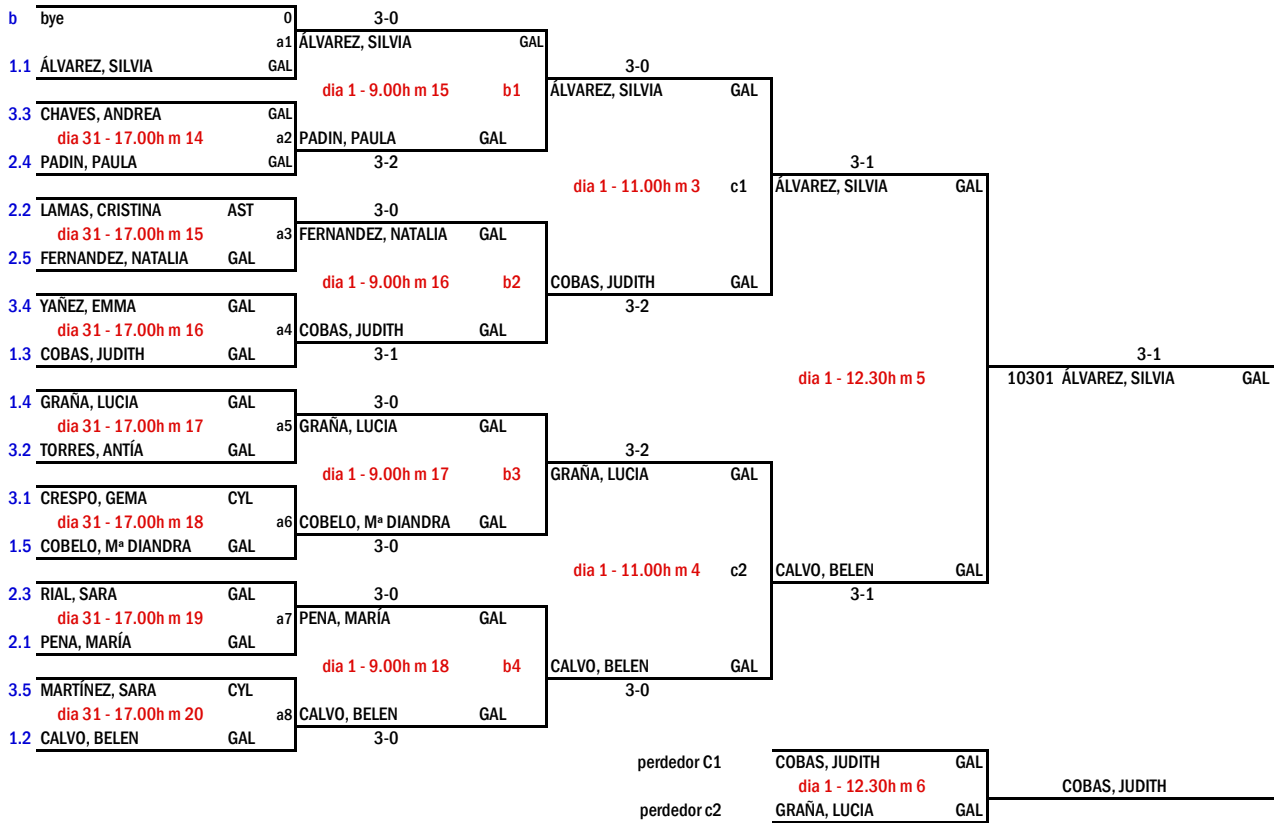 b bye 0 3-0
a1 ÁLVAREZ, SILVIA GAL
1.1 ÁLVAREZ, SILVIA GAL 3-0
dia 1 - 9.00h m 15 b1 ÁLVAREZ, SILVIA GAL
3.3 CHAVES, ANDREA GAL
dia 31 - 17.00h m 14 a2 PADIN, PAULA GAL
2.4 PADIN, PAULA GAL 3-2 3-1
dia 1 - 11.00h m 3 c1 ÁLVAREZ, SILVIA GAL
2.2 LAMAS, CRISTINA AST 3-0
dia 31 - 17.00h m 15 a3 FERNANDEZ, NATALIA GAL
2.5 FERNANDEZ, NATALIA GAL
dia 1 - 9.00h m 16 b2 COBAS, JUDITH GAL
3.4 YAÑEZ, EMMA GAL 3-2
dia 31 - 17.00h m 16 a4 COBAS, JUDITH GAL
1.3 COBAS, JUDITH GAL 3-1 3-1
dia 1 - 12.30h m 5 10301 ÁLVAREZ, SILVIA GAL
1.4 GRAÑA, LUCIA GAL 3-0
dia 31 - 17.00h m 17 a5 GRAÑA, LUCIA GAL
3.2 TORRES, ANTÍA GAL 3-2
dia 1 - 9.00h m 17 b3 GRAÑA, LUCIA GAL
3.1 CRESPO, GEMA CYL
dia 31 - 17.00h m 18 a6 COBELO, Mª DIANDRA GAL
1.5 COBELO, Mª DIANDRA GAL 3-0
dia 1 - 11.00h m 4 c2 CALVO, BELEN GAL
2.3 RIAL, SARA GAL 3-0 3-1
dia 31 - 17.00h m 19 a7 PENA, MARÍA GAL
2.1 PENA, MARÍA GAL
dia 1 - 9.00h m 18 b4 CALVO, BELEN GAL
3.5 MARTÍNEZ, SARA CYL 3-0
dia 31 - 17.00h m 20 a8 CALVO, BELEN GAL
1.2 CALVO, BELEN GAL 3-0
perdedor C1 COBAS, JUDITH GAL
dia 1 - 12.30h m 6 COBAS, JUDITH
perdedor c2 GRAÑA, LUCIA GAL